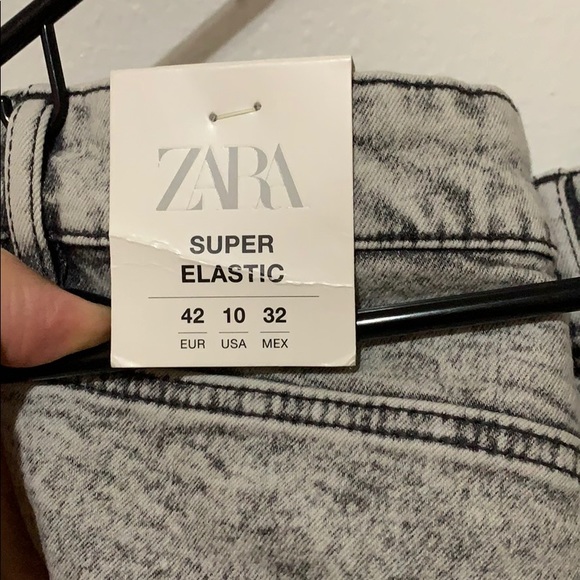 ZARA
SUPER
ELASTIC
42 10 32
EUR USA MEX